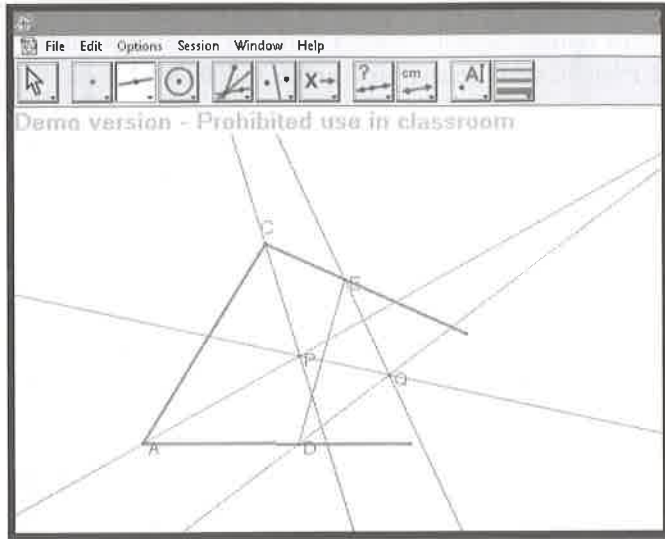 File Edit Options Session Window Help
? cm AI
X
Demo version - Prohibited use in classroom
C
E
P
Q
A
D